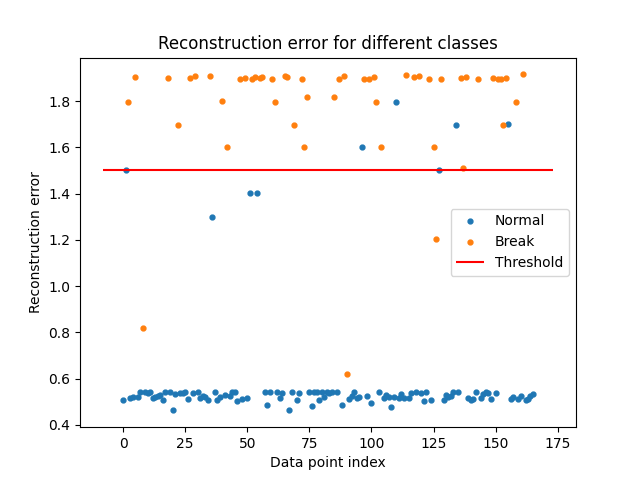 Reconstruction error for different classes
Reconstruction error
1.8
1.6
1.4
1.2
1.0
0.8
0.6
0.4
Normal
Break
Threshold
0 25 50 75 100 125 150 175
Data point index